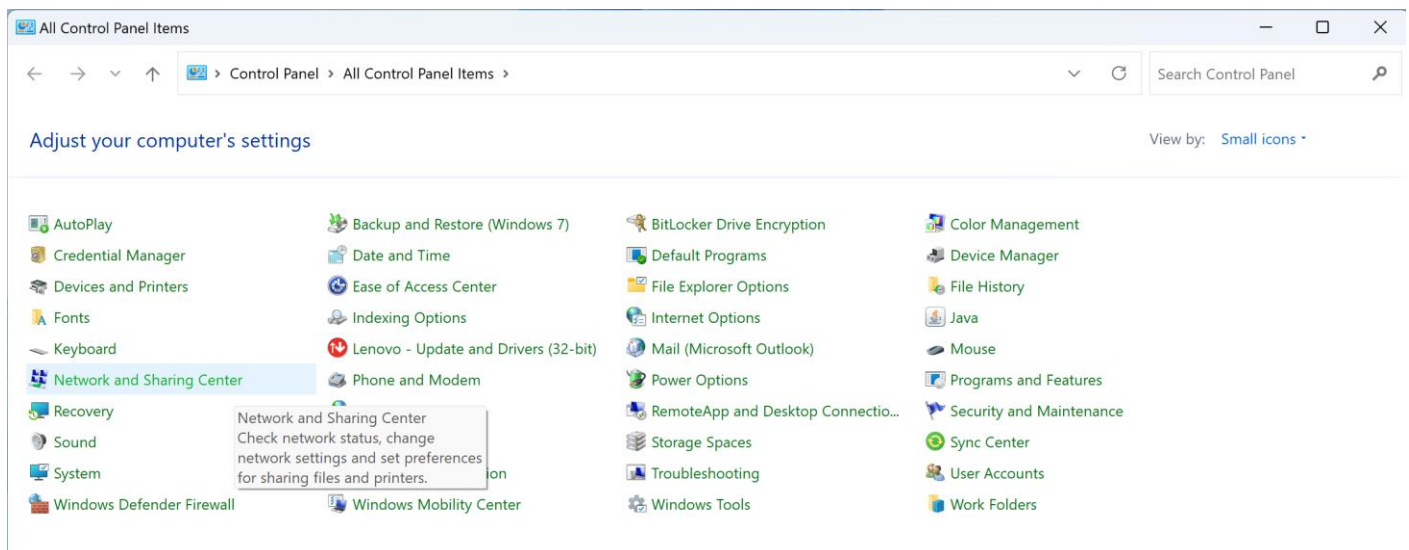 All Control Panel Items
Control Panel > All Control Panel Items >
Search Control Panel
Adjust your computer's settings
View by: Small icons
AutoPlay
Backup and Restore (Windows 7)
BitLocker Drive Encryption
Color Management
Credential Manager
Date and Time
Default Programs
Device Manager
Devices and Printers
Ease of Access Center
File Explorer Options
File History
Fonts
Indexing Options
Internet Options
Java
Keyboard
Lenovo - Update and Drivers (32-bit)
Mail (Microsoft Outlook)
Mouse
Network and Sharing Center
Phone and Modem
Power Options
Programs and Features
Recovery
RemoteApp and Desktop Connectio...
Security and Maintenance
Network and Sharing Center
Check network status, change
network settings and set preferences
for sharing files and printers.
Sound
Storage Spaces
Sync Center
System
Troubleshooting
User Accounts
Windows Defender Firewall
Windows Mobility Center
Windows Tools
Work Folders